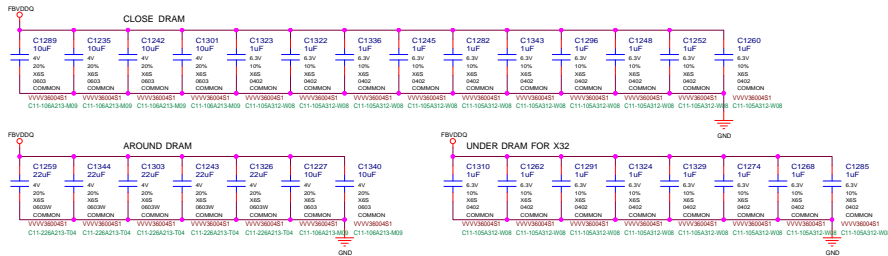 FBVDDQ
CLOSE DRAM
C1289 C1235 C1242 C1301 C1323 C1322 C1336 C1245 C1282 C1343 C1296 C1248 C1252 C1260
10uF 10uF 10uF 10uF 1uF 1uF 1uF 1uF 1uF 1uF 1uF 1uF 1uF 1uF
4V 4V 4V 4V 6.3V 6.3V 6.3V 6.3V 6.3V 6.3V 6.3V 6.3V 6.3V 6.3V
20% 20% 20% 20% 10% 10% 10% 10% 10% 10% 10% 10% 10% 10%
X6S X6S X6S X6S X6S X6S X6S X6S X6S X6S X6S X6S X6S X6S
0603 0603 0603 0603 0402 0402 0402 0402 0402 0402 0402 0402 0402 0402
COMMON COMMON COMMON COMMON COMMON COMMON COMMON COMMON COMMON COMMON COMMON COMMON COMMON COMMON
VVVV36004S1 VVVV36004S1 VVVV36004S1 VVVV36004S1 VVVV36004S1 VVVV36004S1 VVVV36004S1 VVVV36004S1 VVVV36004S1 VVVV36004S1 VVVV36004S1 VVVV36004S1 VVVV36004S1 VVVV36004S1
C11-106A213-M09 C11-106A213-M09 C11-106A213-M09 C11-106A213-M09 C11-105A312-W08 C11-105A312-W08 C11-105A312-W08 C11-105A312-W08 C11-105A312-W08 C11-105A312-W08 C11-105A312-W08 C11-105A312-W08 C11-105A312-W08 C11-105A312-W08
GND
FBVDDQ
AROUND DRAM
C1259 C1344 C1303 C1243 C1326 C1227 C1340
22uF 22uF 22uF 22uF 22uF 10uF 10uF
4V 4V 4V 4V 4V 4V 4V
20% 20% 20% 20% 20% 20% 20%
X6S X6S X6S X6S X6S X6S X6S
0603W 0603W 0603W 0603W 0603W 0603 0603
COMMON COMMON COMMON COMMON COMMON COMMON COMMON
VVVV36004S1 VVVV36004S1 VVVV36004S1 VVVV36004S1 VVVV36004S1 VVVV36004S1 VVVV36004S1
C11-226A213-T04 C11-226A213-T04 C11-226A213-T04 C11-226A213-T04 C11-226A213-T04 C11-106A213-M09 C11-106A213-M09
GND
FBVDDQ
UNDER DRAM FOR X32
C1310 C1262 C1291 C1324 C1329 C1274 C1268 C1285
1uF 1uF 1uF 1uF 1uF 1uF 1uF 1uF
6.3V 6.3V 6.3V 6.3V 6.3V 6.3V 6.3V 6.3V
10% 10% 10% 10% 10% 10% 10% 10%
X6S X6S X6S X6S X6S X6S X6S X6S
0402 0402 0402 0402 0402 0402 0402 0402
COMMON COMMON COMMON COMMON COMMON COMMON COMMON COMMON
VVVV36004S1 VVVV36004S1 VVVV36004S1 VVVV36004S1 VVVV36004S1 VVVV36004S1 VVVV36004S1 VVVV36004S1
C11-105A312-W08 C11-105A312-W08 C11-105A312-W08 C11-105A312-W08 C11-105A312-W08 C11-105A312-W08 C11-105A312-W08 C11-105A312-W08
GND